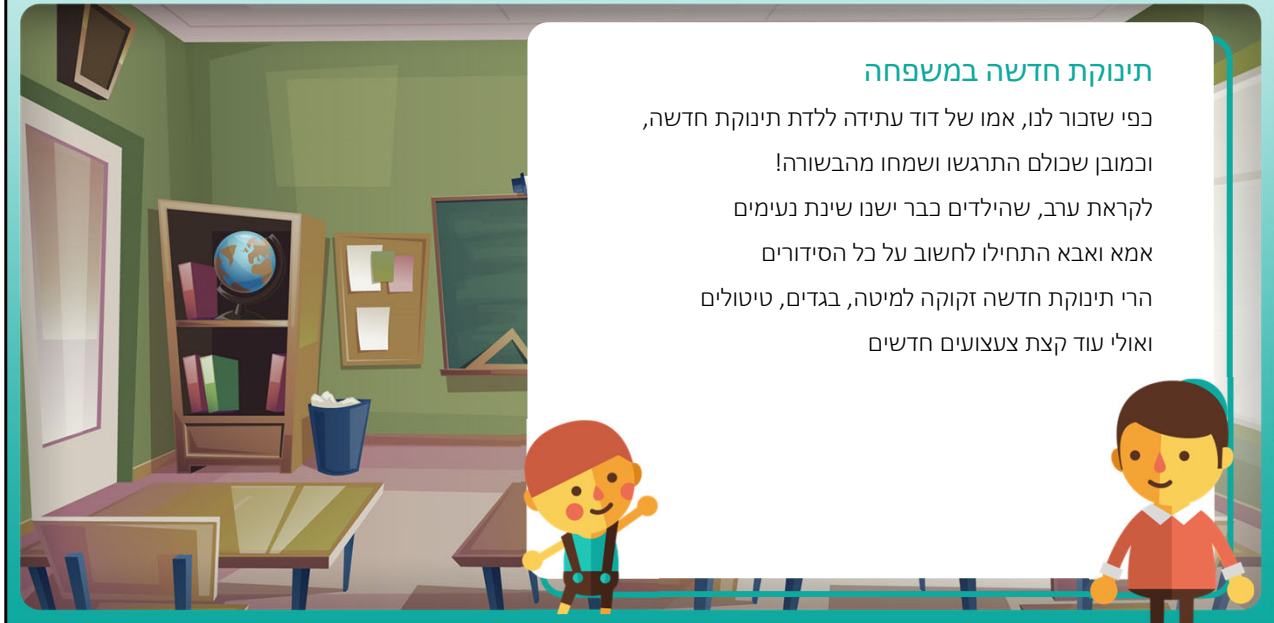 תינוקת חדשה במשפחה
כפי שזכור לנו, אמו של דוד עתידה ללדת תינוקת חדשה,
וכמובן שכולם התרגשו ושמחו מהבשורה!
לקראת ערב, שהילדים כבר ישנו שינת נעימים
אמא ואבא התחילו לחשוב על כל הסידורים
הרי תינוקת חדשה זקוקה למיטה, בגדים, טיטולים
ואולי עוד קצת צעצועים חדשים